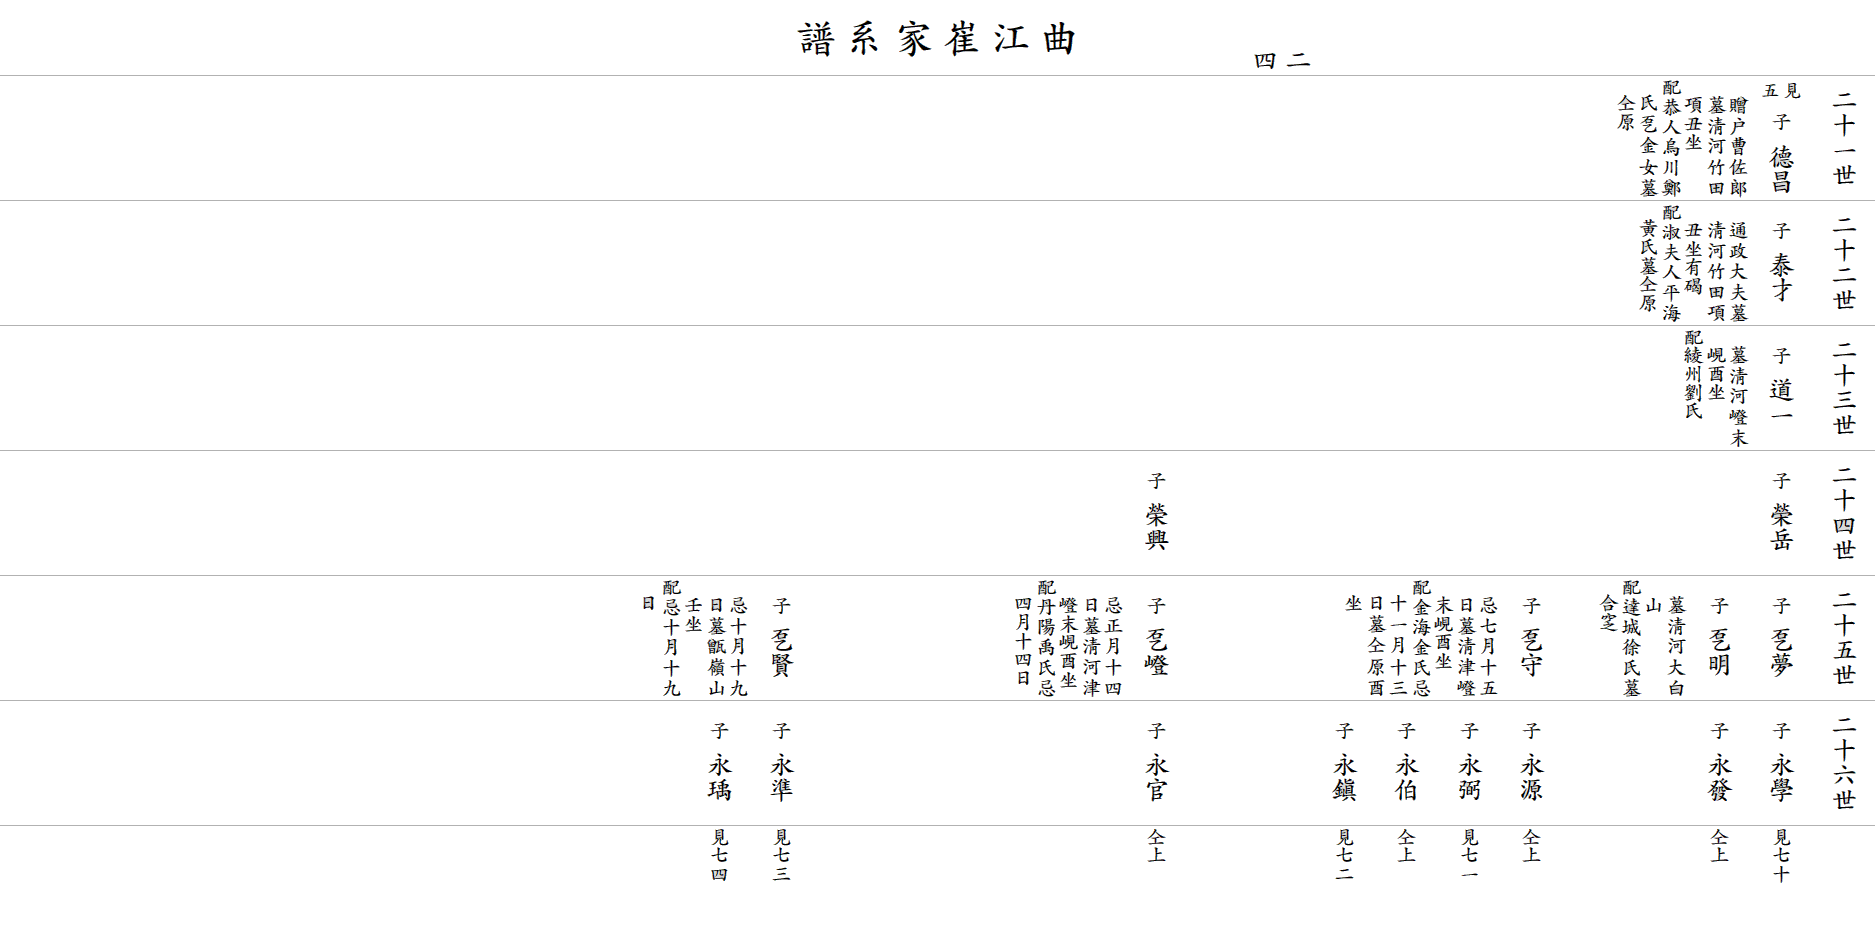 曲江崔家系譜
二四
二十一世
見
五
子 德昌
贈户曹佐郞
墓清河竹田
項丑坐
配恭人烏川鄭
氏乭金女墓
仝原
二十二世
子 泰才
通政大夫墓
清河竹田項
丑坐有碣
配淑夫人平海
黃氏墓仝原
二十三世
子 道一
墓清河嶝末
峴酉坐
配綾州劉氏
二十四世
子 榮岳
子 榮興
二十五世
子 乭夢
子 乭明
墓清河大白
山
配達城徐氏墓
合窆
子 乭守
忌七月十五
日墓清津嶝
末峴酉坐
配金海金氏忌
十一月十三
日墓仝原酉
坐
子 乭嶝
忌正月十四
日墓清河津
嶝末峴酉坐
配丹陽禹氏忌
四月十四日
子 乭賢
忌十月十九
日墓甑嶺山
壬坐
配忌十月十九
日
二十六世
子 永學
子 永發
子 永源
子 永弼
子 永伯
子 永鎭
子 永官
子 永準
子 永瑀
見七十
仝上
仝上
見七一
仝上
見七二
仝上
見七三
見七四